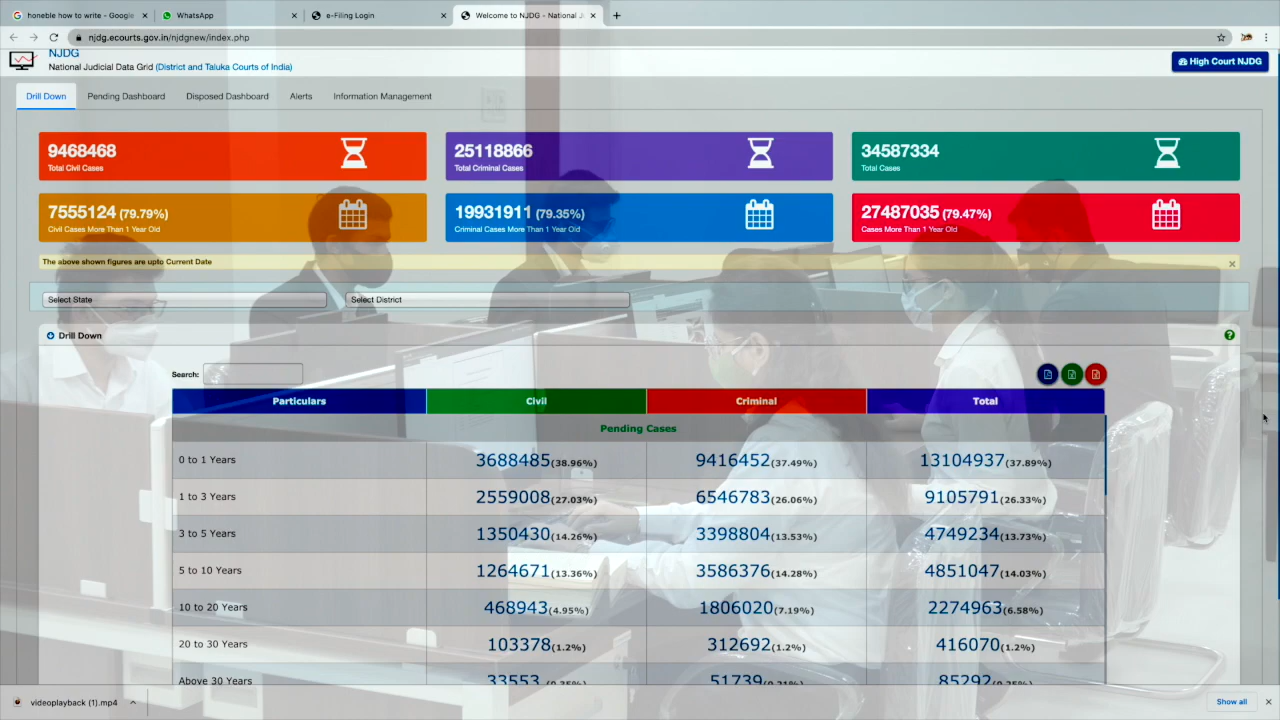 honeble to write - Google
WhatsApp
e-Filing Login
Welcome to NJDG - National J
njdg.ecourts.gov.in/njdgnew/index.php
NJDG
National Judicial Data Grid (District and Taluka Courts of India)
High Court NJDG
Drill Down
Pending Dashboard
Disposed Dashboard
Alerts
Information Management
9468468
Total Civil Cases
25118866
Total Criminal Cases
34587334
Total Cases
7555124 (79.79%)
Civil Cases More Than 1 Year Old
19931911 (79.35%)
Criminal Cases More Than 1 Year Old
27487035 (79.47%)
Cases More Than 1 Year Old
The above shown figures are upto Current Date
Select State
Select District
Drill Down
Search:
Particulars Civil Criminal Total
Pending Cases
0 to 1 Years 3688485(38.96%) 9416452(37.49%) 13104937(37.89%)
1 to 3 Years 2559008(27.03%) 6546783(26.06%) 9105791(26.33%)
3 to 5 Years 1350430(14.26%) 3398804(13.53%) 4749234(13.73%)
5 to 10 Years 1264671(13.36%) 3586376(14.28%) 4851047(14.03%)
10 to 20 Years 468943(4.95%) 1806020(7.19%) 2274963(6.58%)
20 to 30 Years 103378(1.2%) 312692(1.2%) 416070(1.2%)
Above 30 Years 33553 51739 85292
videoplayback (1).mp4
Show all